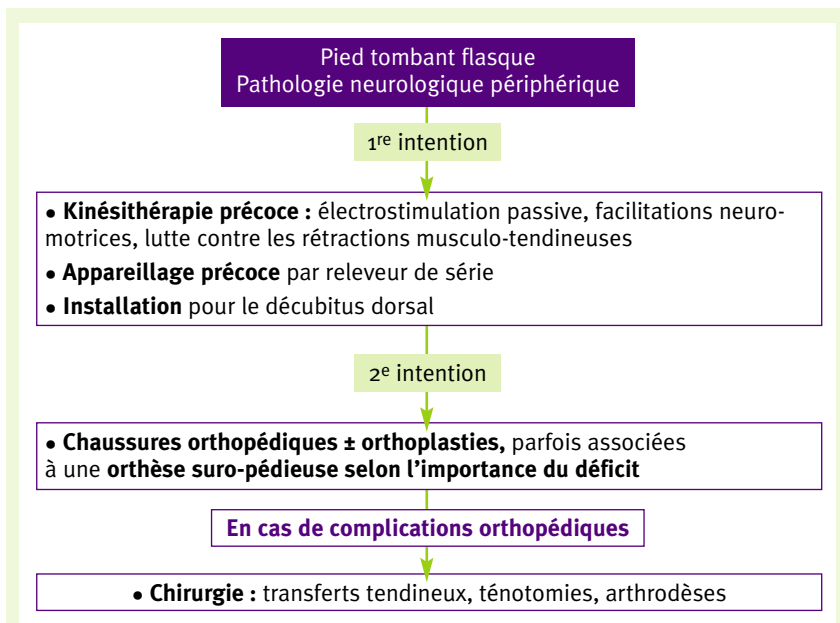 Pied tombant flasque
Pathologie neurologique périphérique
1re intention
• Kinésithérapie précoce : électrostimulation passive, facilitations neuro-
motrices, lutte contre les rétractions musculo-tendineuses
• Appareillage précoce par releveur de série
• Installation pour le décubitus dorsal
2e intention
• Chaussures orthopédiques ± orthoplasties, parfois associées
à une orthèse suro-pédieuse selon l'importance du déficit
En cas de complications orthopédiques
• Chirurgie : transferts tendineux, ténotomies, arthrodèses